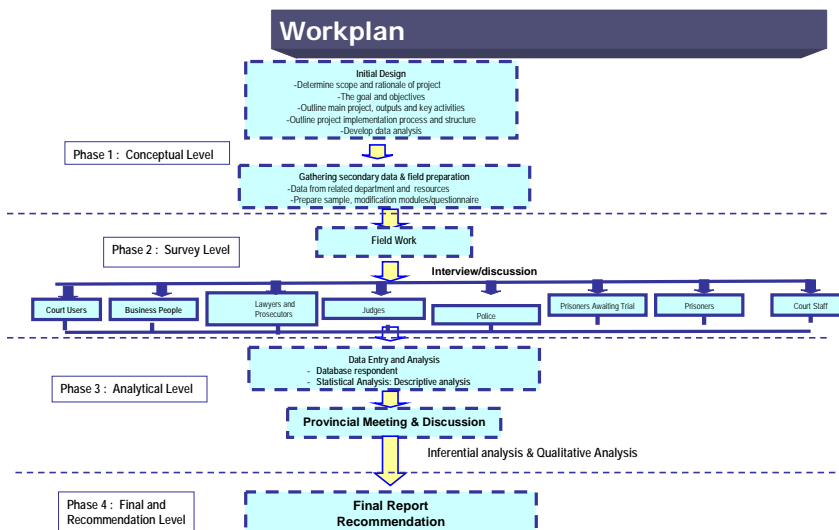 Workplan
Initial Design
-Determine scope and rationale of project
-The goal and objectives
-Outline main project, outputs and key activities
-Outline project implementation process and structure
-Develop data analysis
Phase 1 : Conceptual Level
Gathering secondary data & field preparation
-Data from related department and resources
-Prepare sample, modification modules/questionnaire
Phase 2 : Survey Level
Field Work
Interview/discussion
Court Users
Business People
Lawyers and
Prosecutors
Judges
Police
Prisoners Awaiting Trial
Prisoners
Court Staff
Data Entry and Analysis
- Database respondent
- Statistical Analysis: Descriptive analysis
Phase 3 : Analytical Level
Provincial Meeting & Discussion
Inferential analysis & Qualitative Analysis
Phase 4 : Final and
Recommendation Level
Final Report
Recommendation